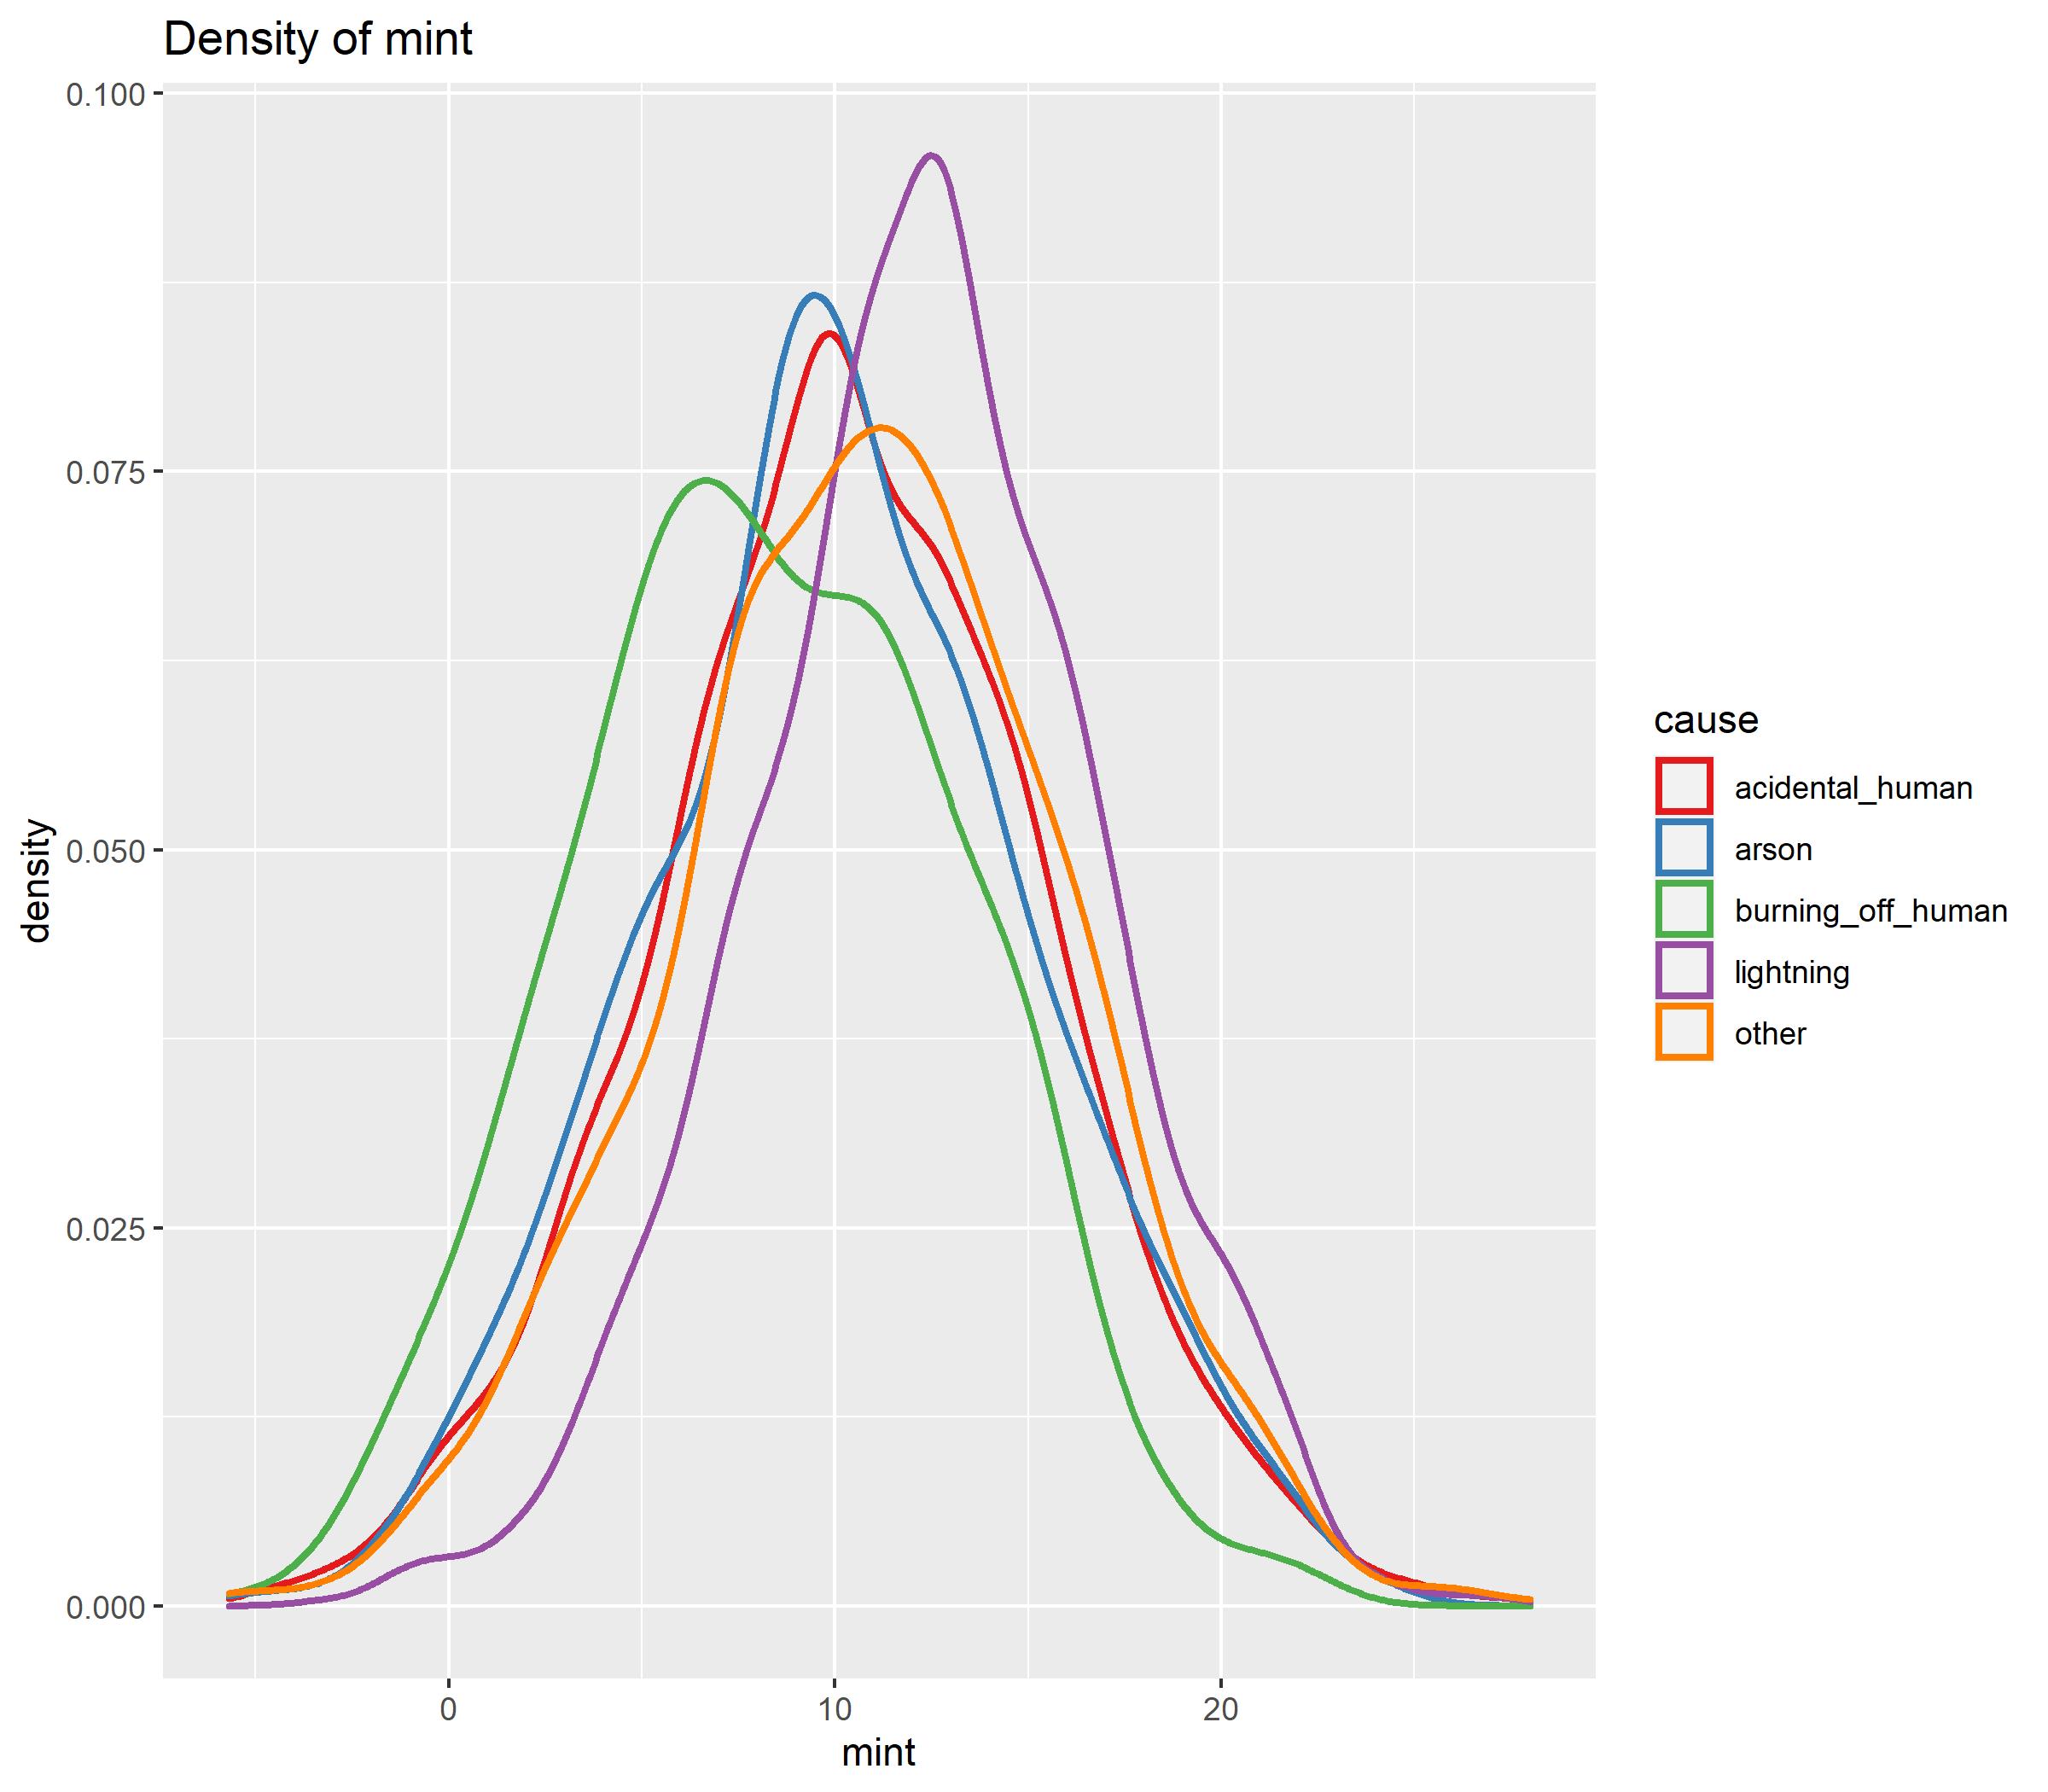 Density of mint
0.100
0.075
0.050
0.025
0.000
density
0
10
20
mint
cause
acidental_human
arson
burning_off_human
lightning
other